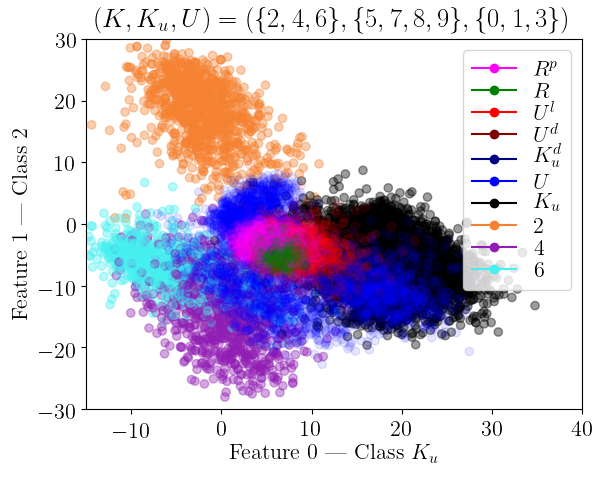 (K, K_u, U) = ({2, 4, 6}, {5, 7, 8, 9}, {0, 1, 3})
30
20
10
0
−10
−20
−30
Feature 1 — Class 2
−10
0
10
20
30
40
Feature 0 — Class K_u
R^p
R
U^l
U^d
K_u^d
U
K_u
2
4
6